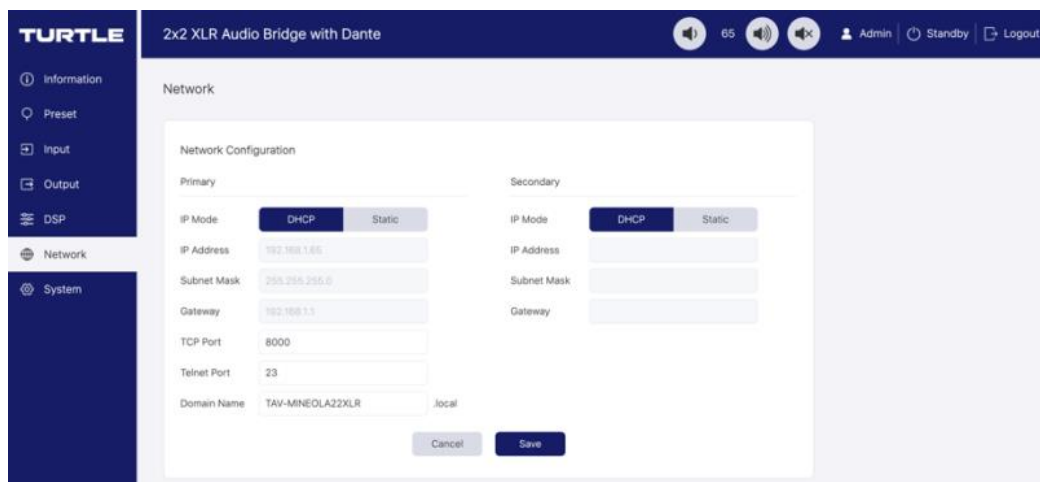 TURTLE
2x2 XLR Audio Bridge with Dante
65
Admin
Standby
Logout
Information
Preset
Input
Output
DSP
Network
System
Network
Network Configuration
Primary
IP Mode DHCP Static
IP Address 192.168.1.65
Subnet Mask 255.255.255.0
Gateway 192.168.1.1
TCP Port 8000
Telnet Port 23
Domain Name TAV-MINEOLA22XLR .local
Secondary
IP Mode DHCP Static
IP Address
Subnet Mask
Gateway
Cancel Save